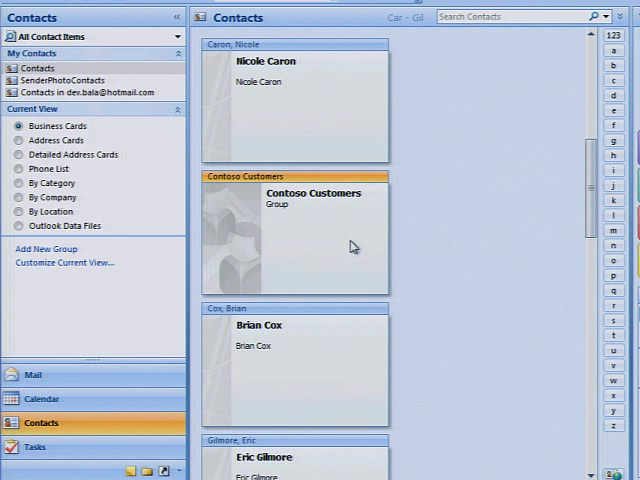 Contacts «
All Contact Items
My Contacts
Contacts
SenderPhotoContacts
Contacts in dev.bala@hotmail.com
Current View
Business Cards
Address Cards
Detailed Address Cards
Phone List
By Category
By Company
By Location
Outlook Data Files
Add New Group
Customize Current View...
Mail
Calendar
Contacts
Tasks
Contacts Car - Gil Search Contacts
Caron, Nicole
Nicole Caron
Nicole Caron
Contoso Customers
Contoso Customers
Group
Cox, Brian
Brian Cox
Brian Cox
Gilmore, Eric
Eric Gilmore
Eric Gilmore
123
a
b
c
d
e
f
g
h
i
j
k
l
m
n
o
p
q
r
s
t
u
v
w
x
y
z